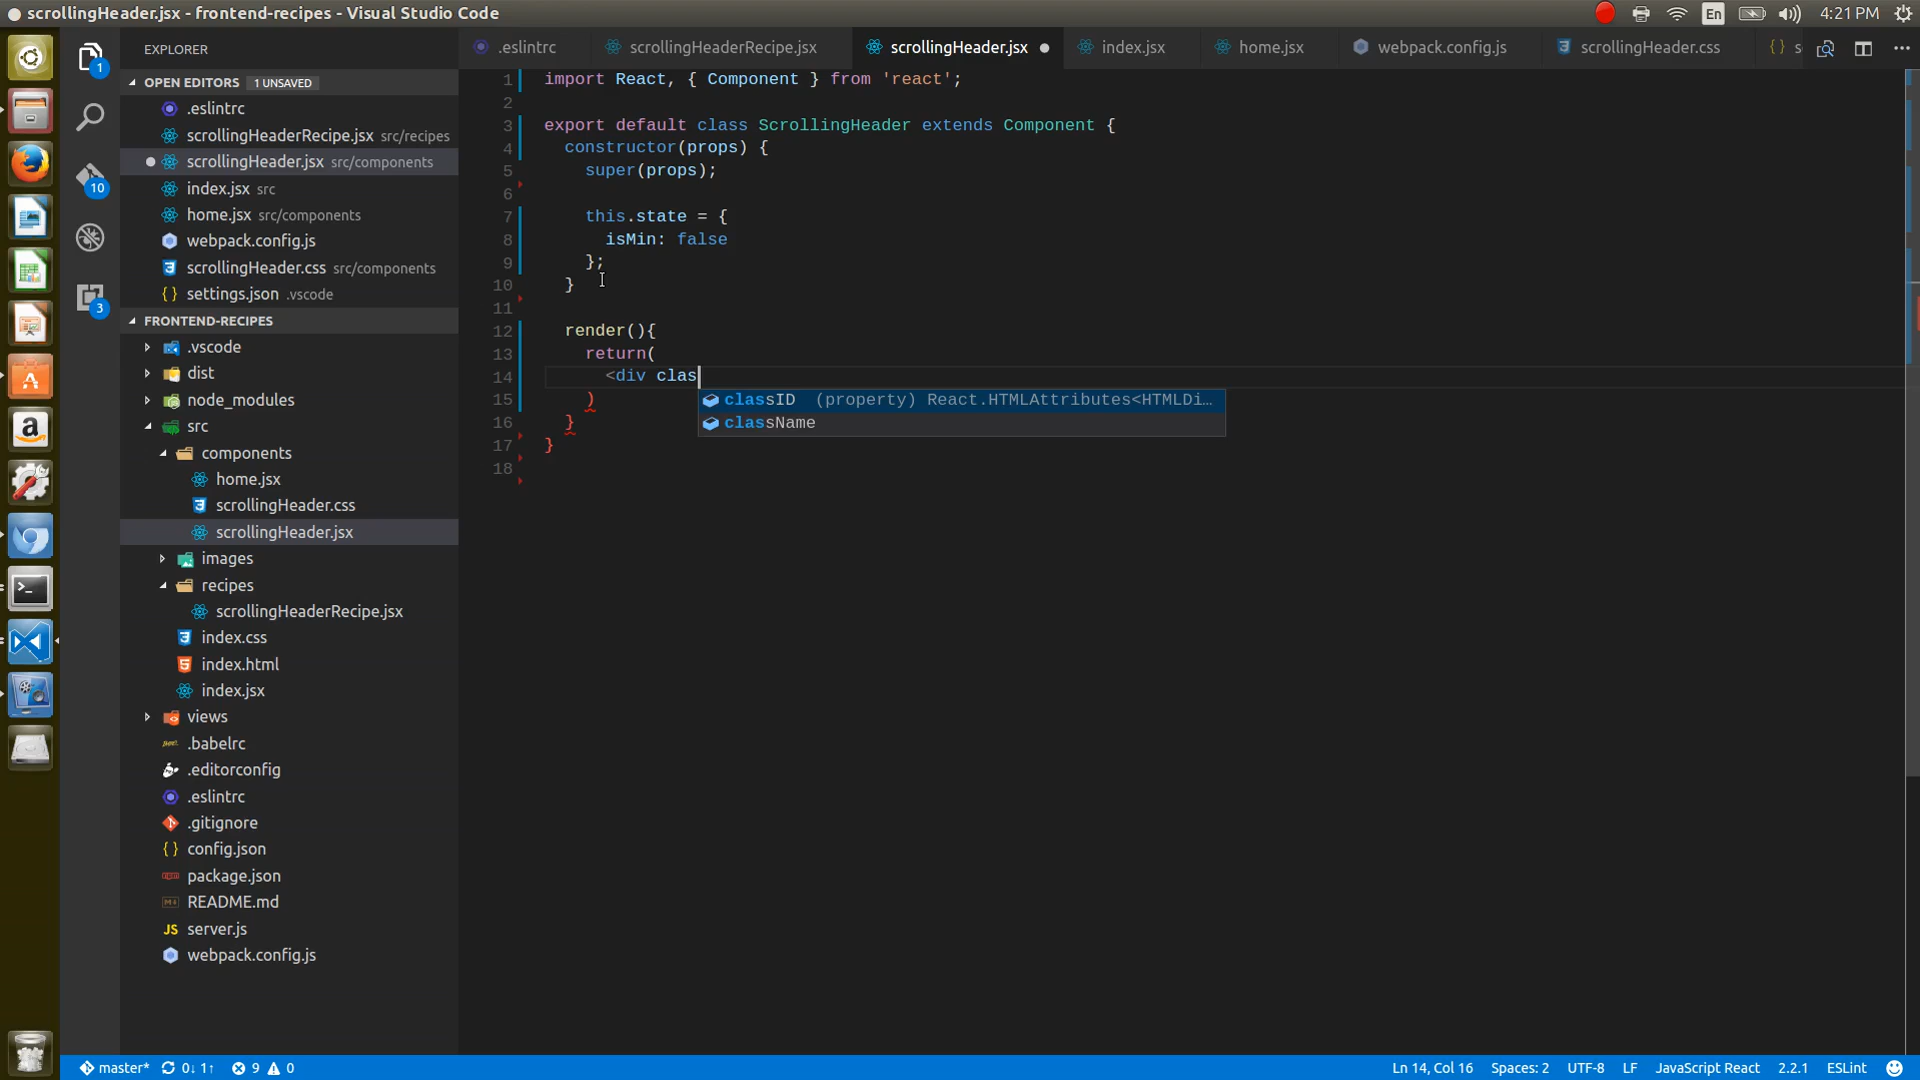 scrollingHeader.jsx - frontend-recipes - Visual Studio Code
En
4:21 PM
EXPLORER
OPEN EDITORS 1 UNSAVED
.eslintrc
scrollingHeaderRecipe.jsx src/recipes
scrollingHeader.jsx src/components
index.jsx src
home.jsx src/components
webpack.config.js
scrollingHeader.css src/components
settings.json .vscode
FRONTEND-RECIPES
.vscode
dist
node_modules
src
components
home.jsx
scrollingHeader.css
scrollingHeader.jsx
images
recipes
scrollingHeaderRecipe.jsx
index.css
index.html
index.jsx
views
.babelrc
.editorconfig
.eslintrc
.gitignore
config.json
package.json
README.md
server.js
webpack.config.js
1
10
3
.eslintrc scrollingHeaderRecipe.jsx scrollingHeader.jsx index.jsx home.jsx webpack.config.js scrollingHeader.css {} s
1 import React, { Component } from 'react';
2
3 export default class ScrollingHeader extends Component {
4 constructor(props) {
5 super(props);
6
7 this.state = {
8 isMin: false
9 };
10 }
11
12 render(){
13 return(
14 <div clas
15 )
16 }
17 }
18
classID (property) React.HTMLAttributes<HTMLDi...
className
master* 0↓ 1↑ 9 0
Ln 14, Col 16 Spaces: 2 UTF-8 LF JavaScript React 2.2.1 ESLint